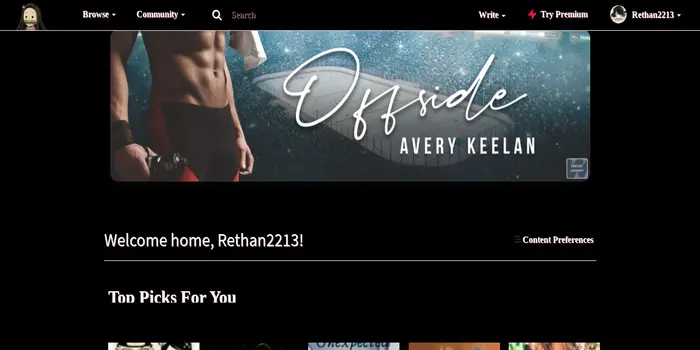 Browse Community Search Write Try Premium Rethan2213
Offside
AVERY KEELAN
Welcome home, Rethan2213!
Content Preferences
Top Picks For You
Unexpected